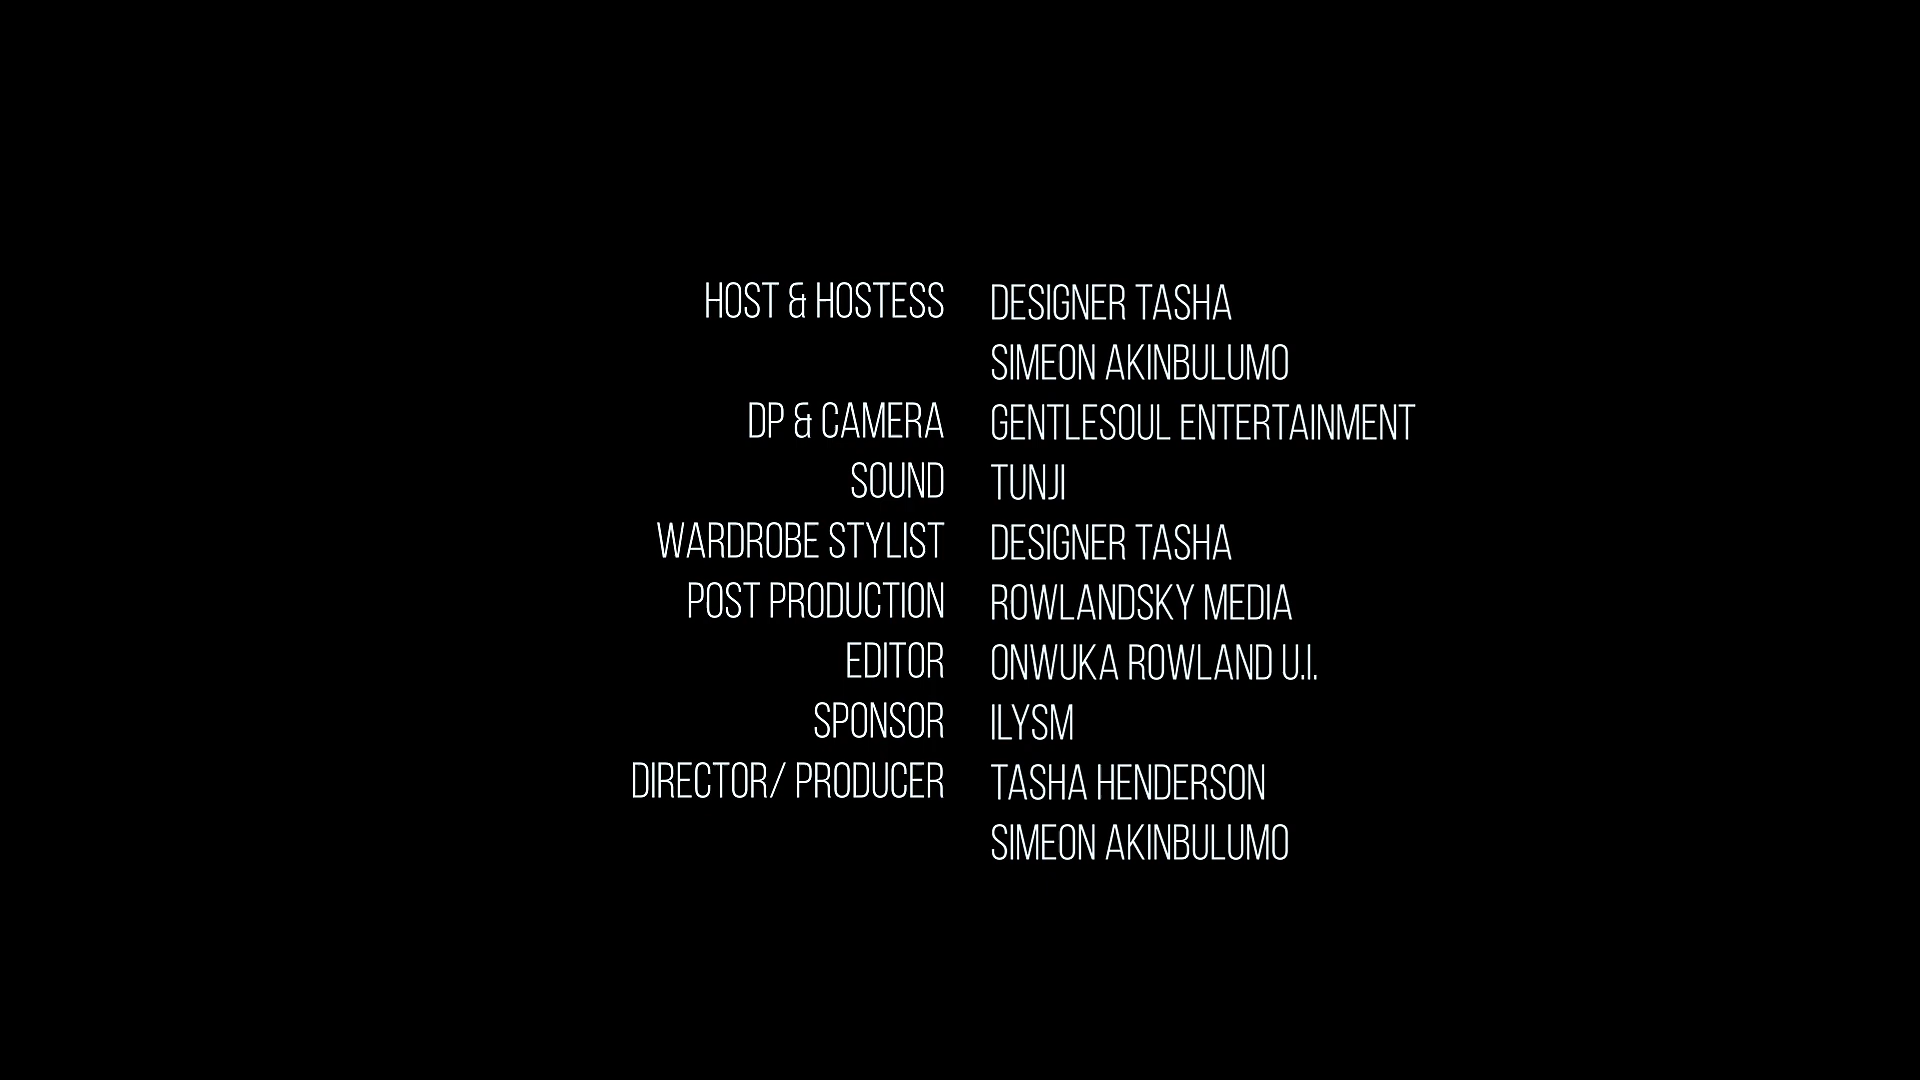 HOST & HOSTESS DESIGNER TASHA
SIMEON AKINBULUMO
DP & CAMERA GENTLESOUL ENTERTAINMENT
SOUND TUNJI
WARDROBE STYLIST DESIGNER TASHA
POST PRODUCTION ROWLANDSKY MEDIA
EDITOR ONWUKA ROWLAND U.I.
SPONSOR ILYSM
DIRECTOR/ PRODUCER TASHA HENDERSON
SIMEON AKINBULUMO